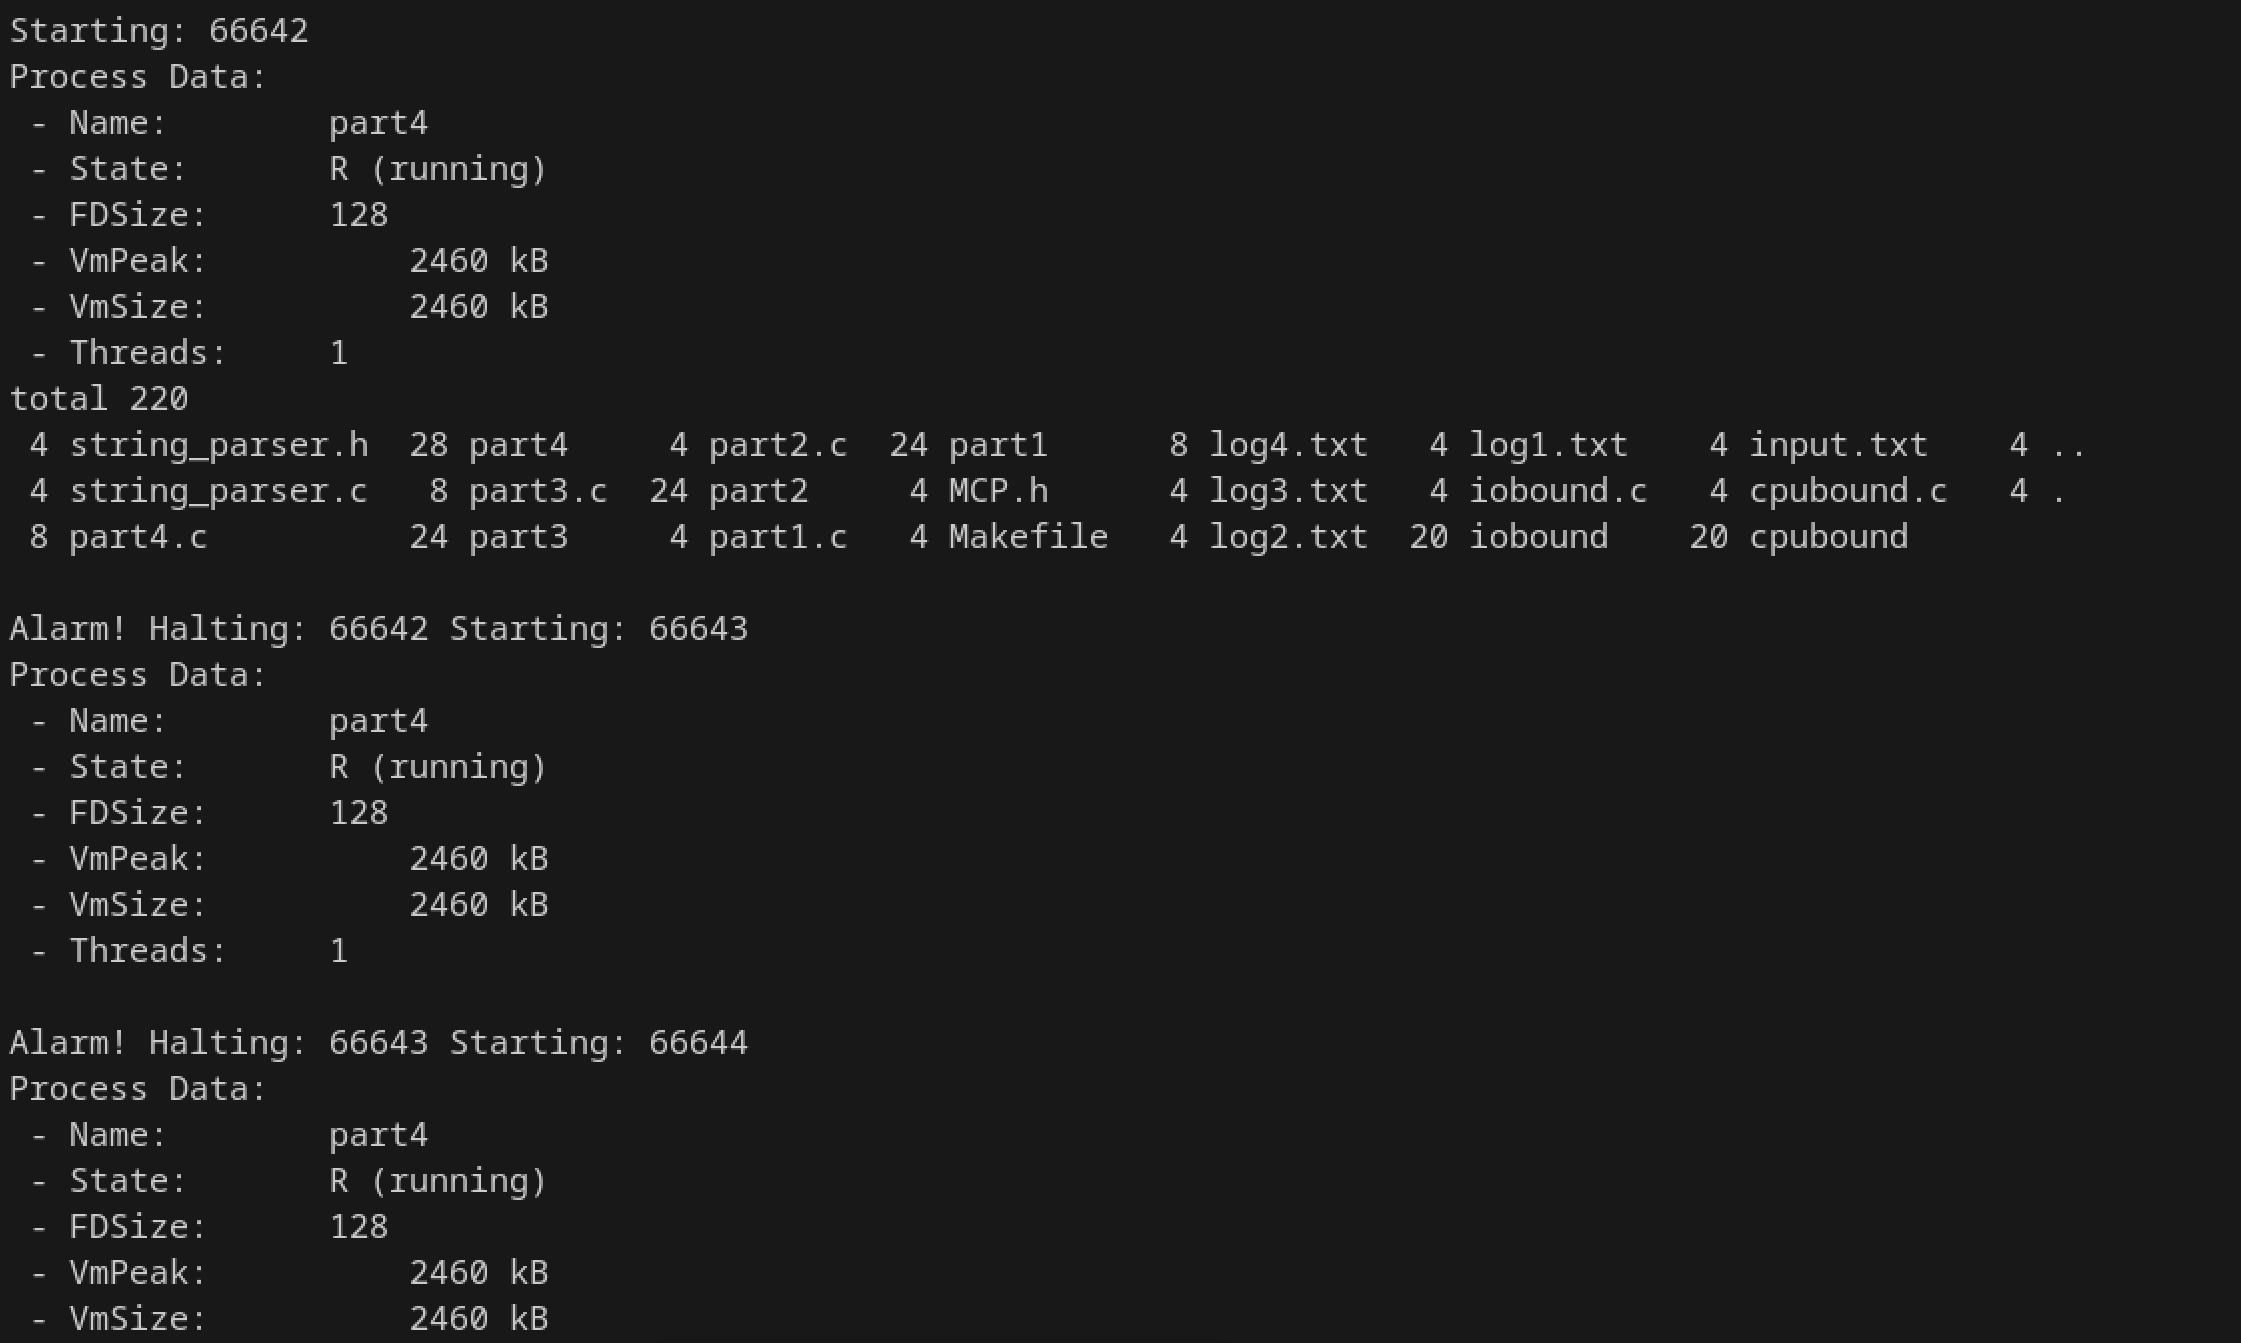 Starting: 66642
Process Data:
 - Name:        part4
 - State:       R (running)
 - FDSize:      128
 - VmPeak:          2460 kB
 - VmSize:          2460 kB
 - Threads:     1
total 220
 4 string_parser.h  28 part4     4 part2.c  24 part1      8 log4.txt   4 log1.txt    4 input.txt    4 ..
 4 string_parser.c   8 part3.c  24 part2     4 MCP.h      4 log3.txt   4 iobound.c   4 cpubound.c   4 .
 8 part4.c          24 part3     4 part1.c   4 Makefile   4 log2.txt  20 iobound    20 cpubound

Alarm! Halting: 66642 Starting: 66643
Process Data:
 - Name:        part4
 - State:       R (running)
 - FDSize:      128
 - VmPeak:          2460 kB
 - VmSize:          2460 kB
 - Threads:     1

Alarm! Halting: 66643 Starting: 66644
Process Data:
 - Name:        part4
 - State:       R (running)
 - FDSize:      128
 - VmPeak:          2460 kB
 - VmSize:          2460 kB